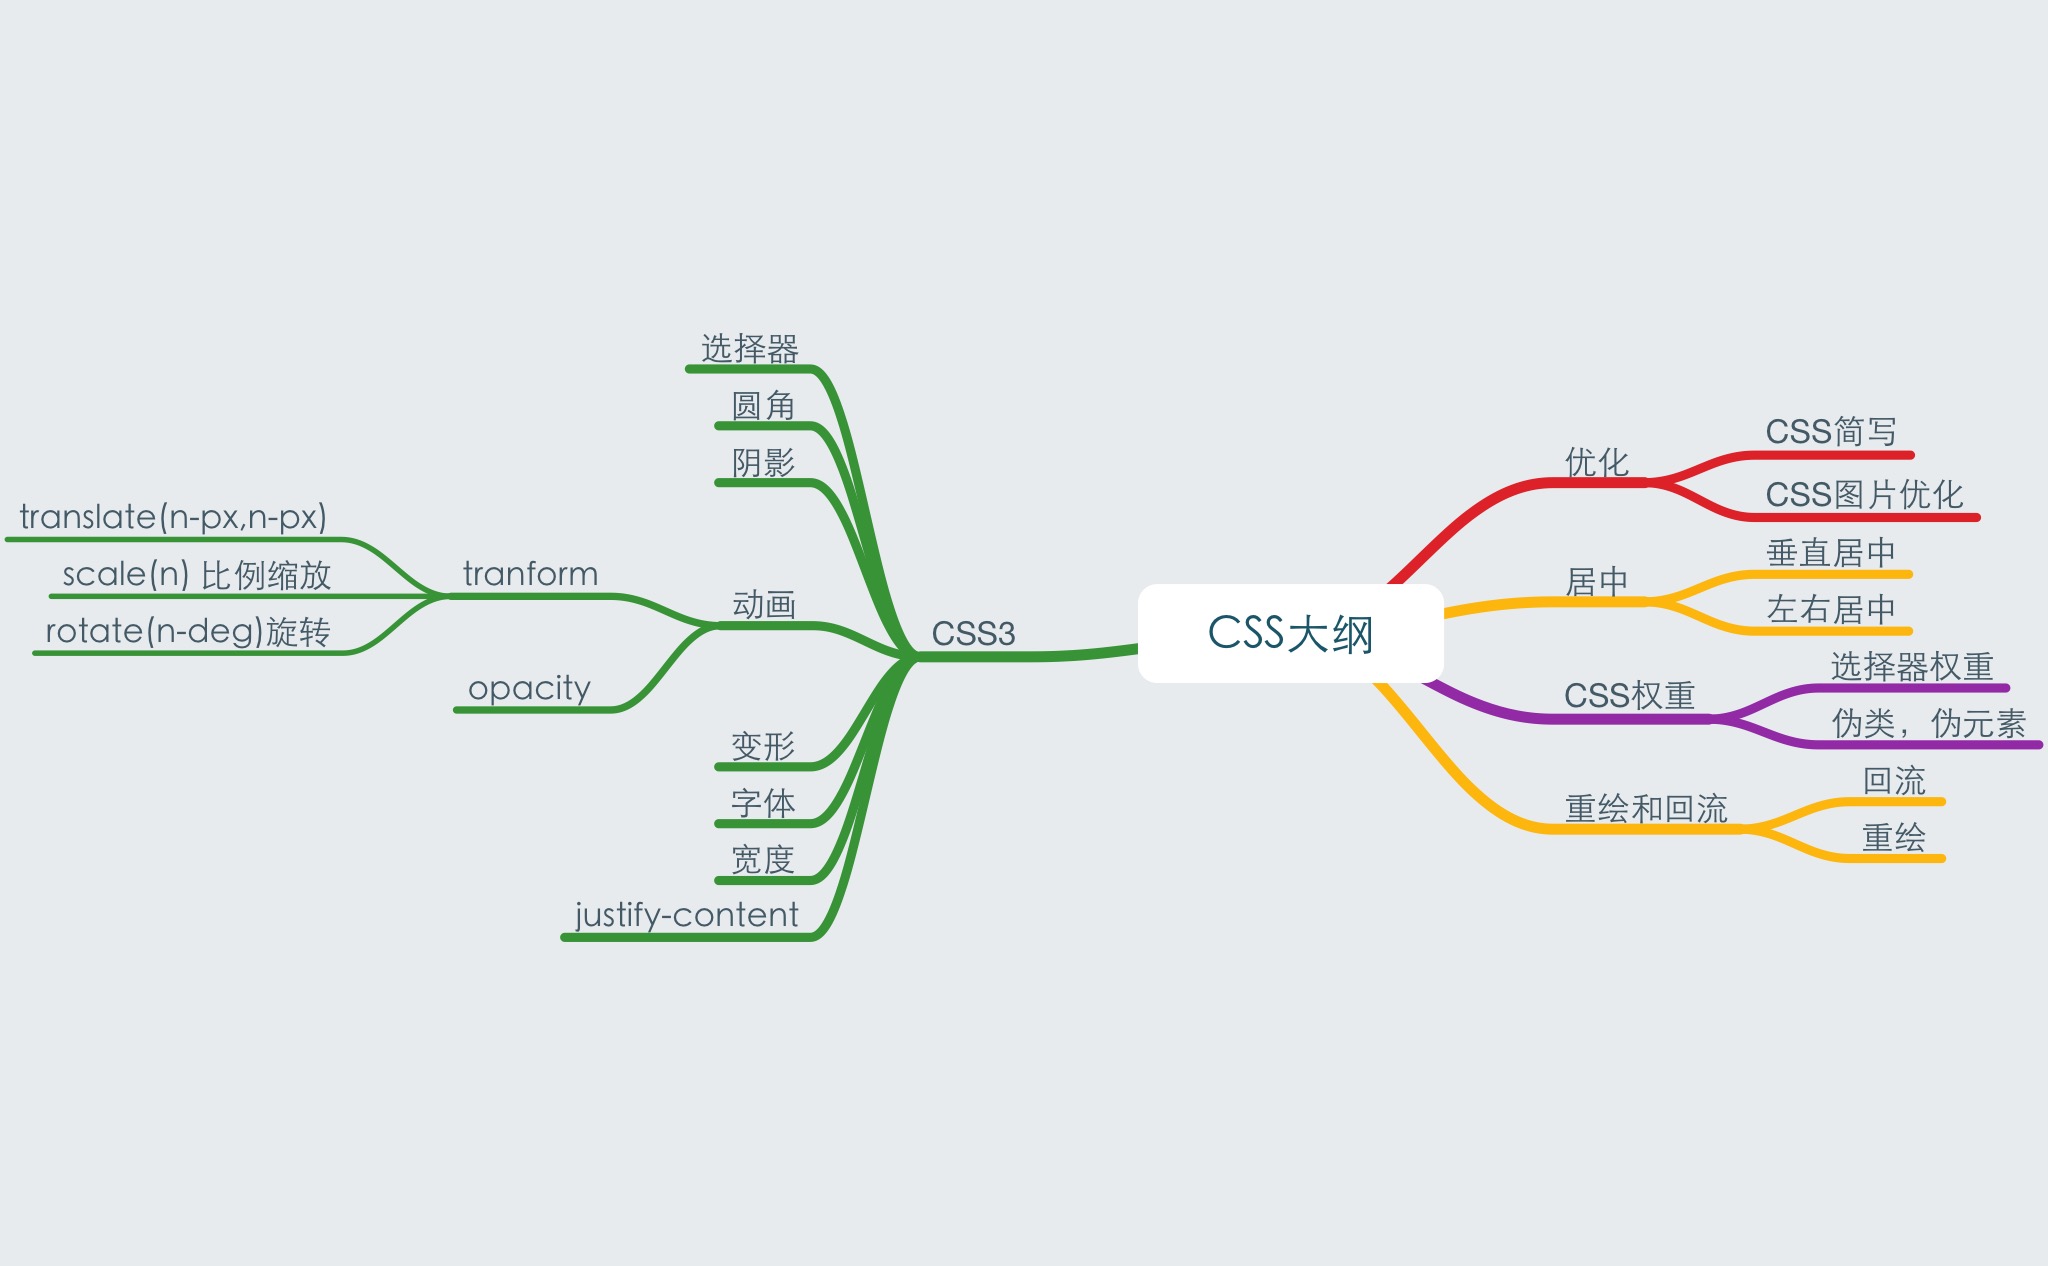 CSS大纲
优化
CSS简写
CSS图片优化
居中
垂直居中
左右居中
CSS权重
选择器权重
伪类，伪元素
重绘和回流
回流
重绘
CSS3
选择器
圆角
阴影
动画
tranform
translate(n-px,n-px)
scale(n) 比例缩放
rotate(n-deg)旋转
opacity
变形
字体
宽度
justify-content